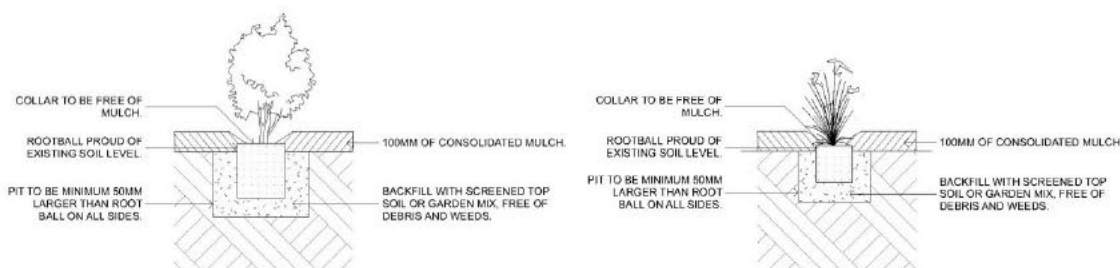 COLLAR TO BE FREE OF
MULCH.
ROOTBALL PROUD OF
EXISTING SOIL LEVEL.
PIT TO BE MINIMUM 50MM
LARGER THAN ROOT
BALL ON ALL SIDES.
100MM OF CONSOLIDATED MULCH.
BACKFILL WITH SCREENED TOP
SOIL OR GARDEN MIX, FREE OF
DEBRIS AND WEEDS.
COLLAR TO BE FREE OF
MULCH.
ROOTBALL PROUD OF
EXISTING SOIL LEVEL.
PIT TO BE MINIMUM 50MM
LARGER THAN ROOT
BALL ON ALL SIDES.
100MM OF CONSOLIDATED MULCH.
BACKFILL WITH SCREENED TOP
SOIL OR GARDEN MIX, FREE OF
DEBRIS AND WEEDS.